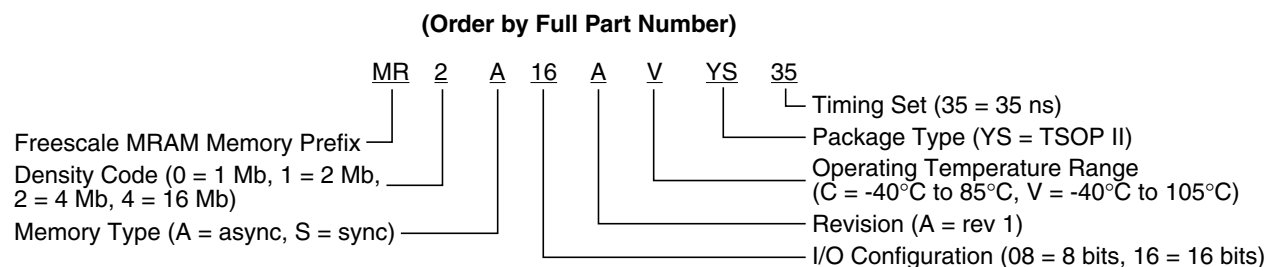 (Order by Full Part Number)
MR 2 A 16 A V YS 35
Timing Set (35 = 35 ns)
Freescale MRAM Memory Prefix
Package Type (YS = TSOP II)
Density Code (0 = 1 Mb, 1 = 2 Mb,
2 = 4 Mb, 4 = 16 Mb)
Operating Temperature Range
(C = -40°C to 85°C, V = -40°C to 105°C)
Memory Type (A = async, S = sync)
Revision (A = rev 1)
I/O Configuration (08 = 8 bits, 16 = 16 bits)